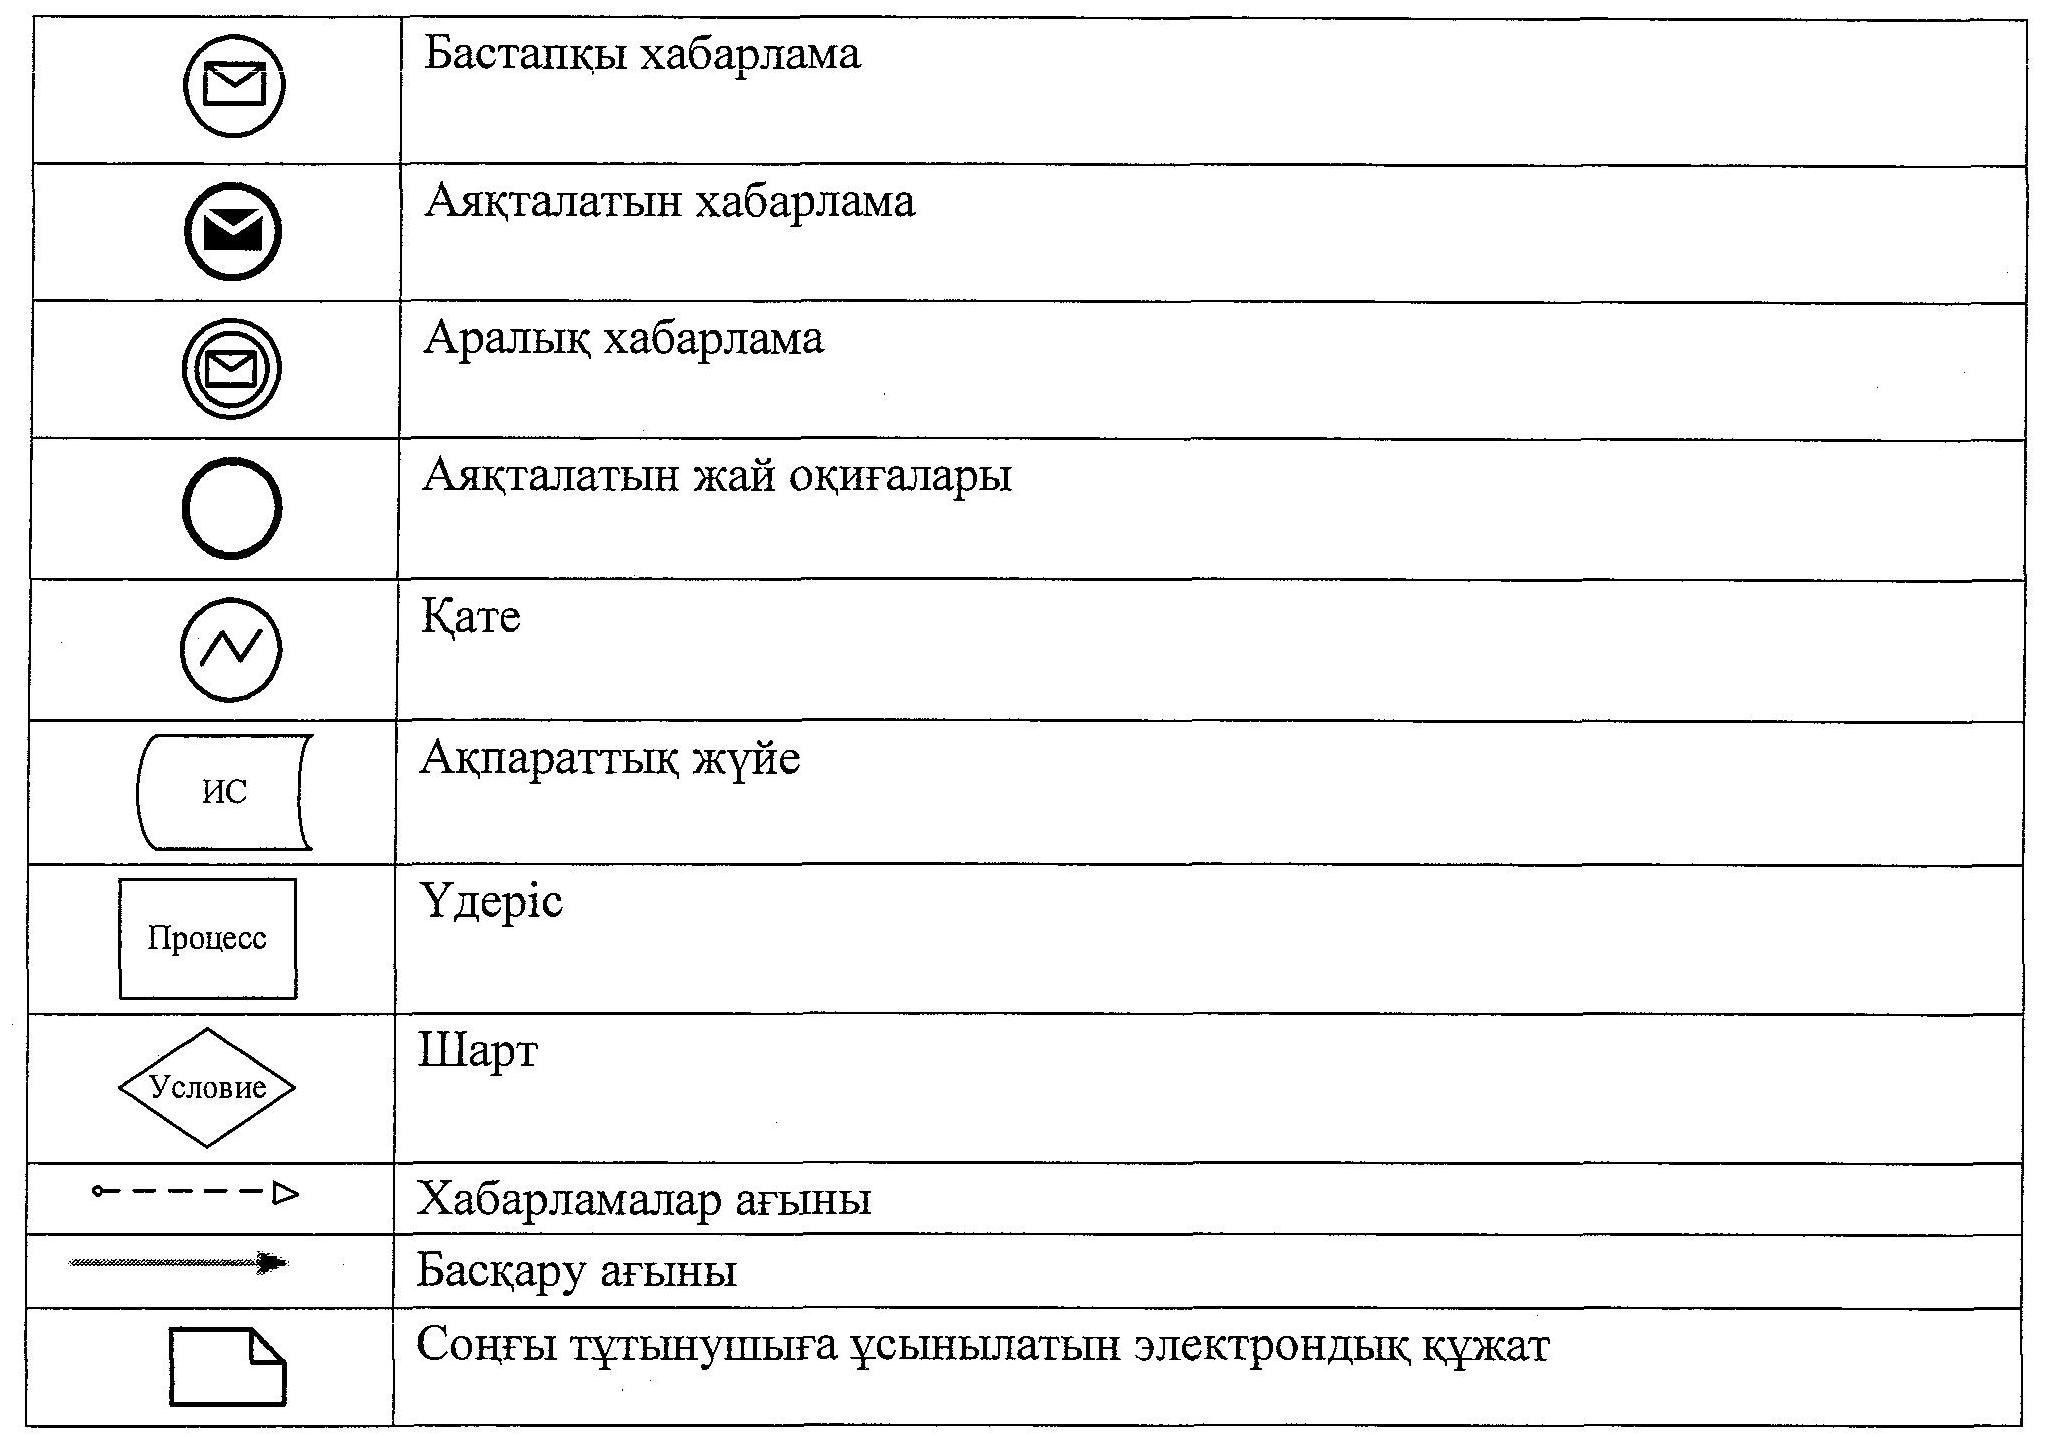 Бастапқы хабарлама
Аяқталатын хабарлама
Аралық хабарлама
Аяқталатын жай оқиғалары
Қате
ИС
Ақпараттық жүйе
Процесс
Үдеріс
Условие
Шарт
Хабарламалар ағыны
Басқару ағыны
Соңғы тұтынушыға ұсынылатын электрондық құжат